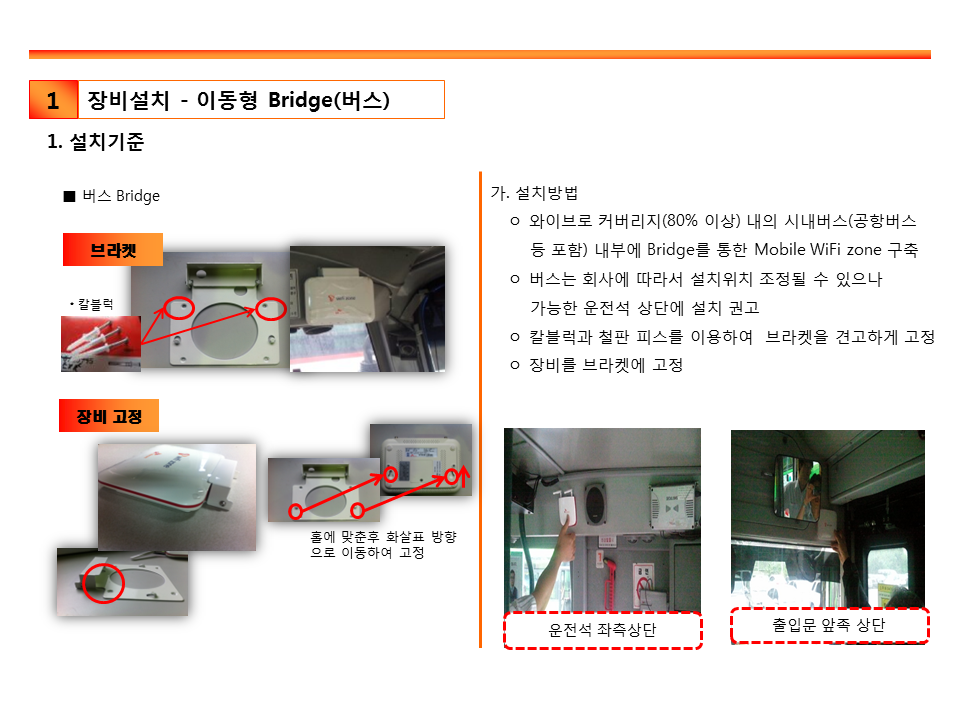 1
장비설치 - 이동형 Bridge(버스)
1. 설치기준
■ 버스 Bridge
브라켓
• 칼블럭
장비 고정
홀에 맞춘후 화살표 방향
으로 이동하여 고정
가. 설치방법
ㅇ 와이브로 커버리지(80% 이상) 내의 시내버스(공항버스
등 포함) 내부에 Bridge를 통한 Mobile WiFi zone 구축
ㅇ 버스는 회사에 따라서 설치위치 조정될 수 있으나
가능한 운전석 상단에 설치 권고
ㅇ 칼블럭과 철판 피스를 이용하여 브라켓을 견고하게 고정
ㅇ 장비를 브라켓에 고정
운전석 좌측상단
출입문 앞족 상단